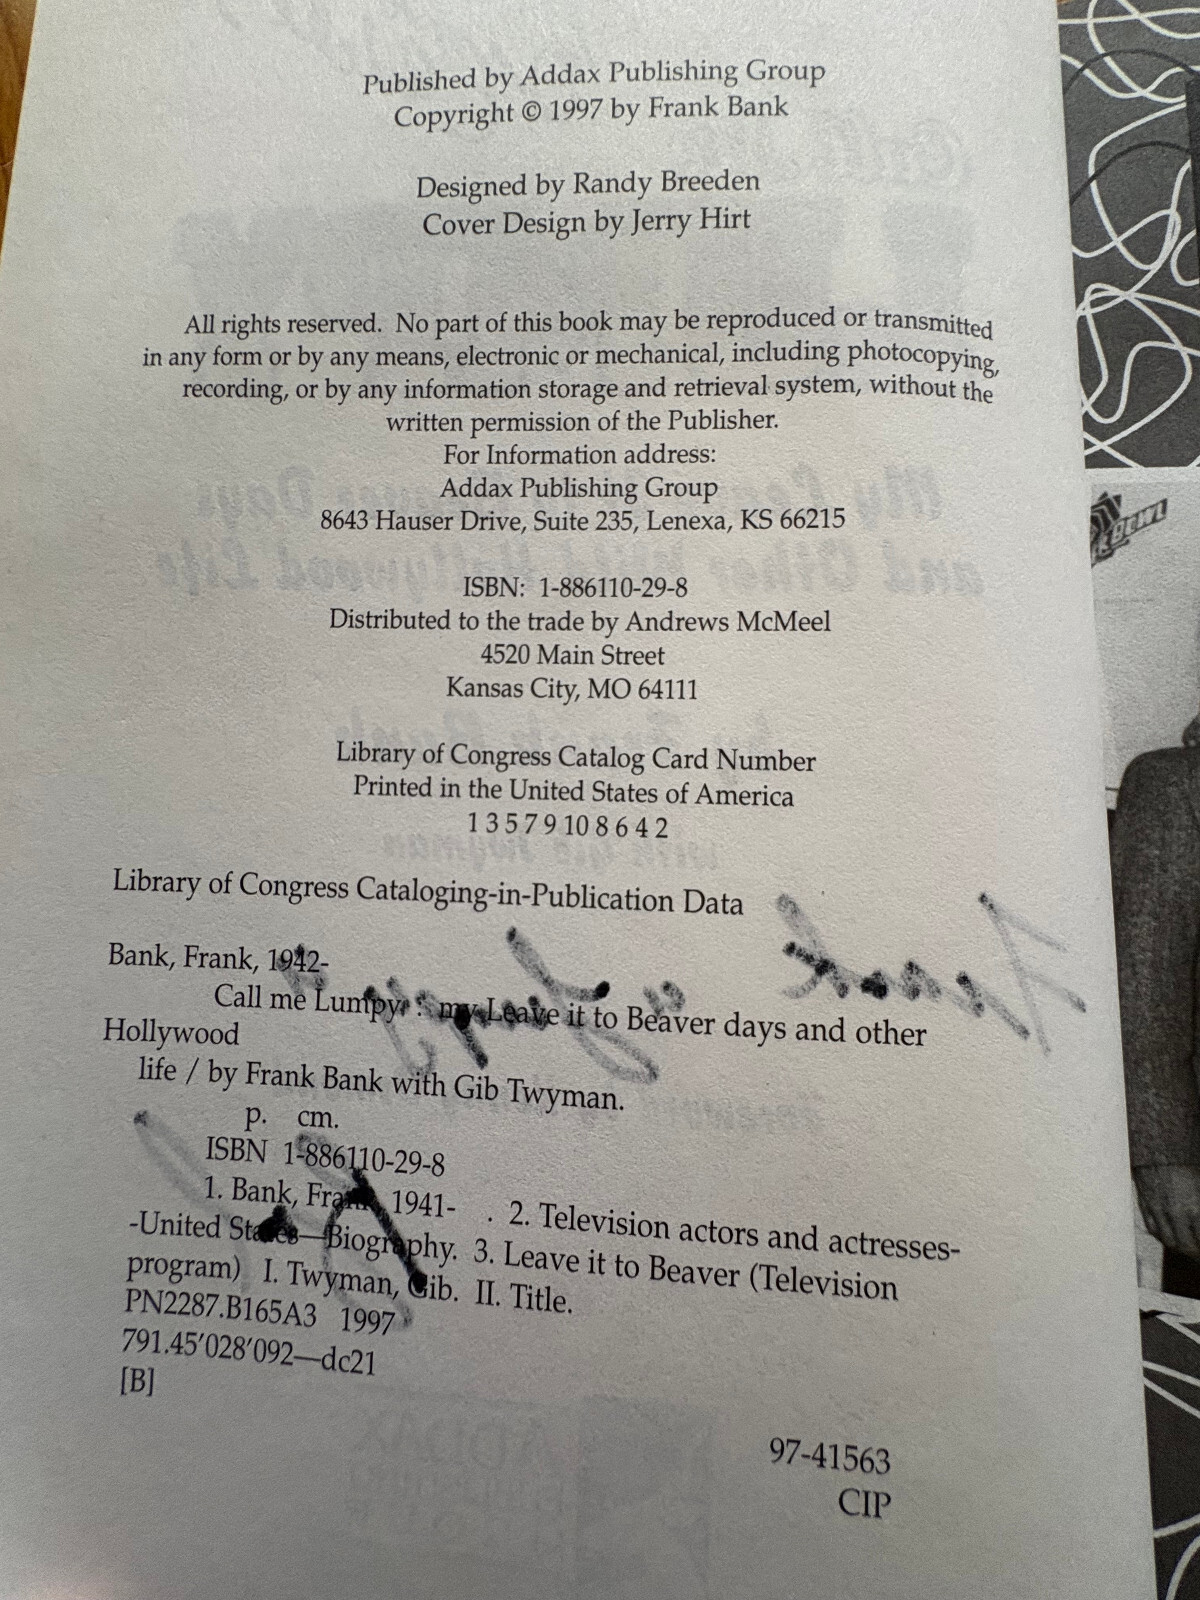 Published by Addax Publishing Group
Copyright © 1997 by Frank Bank
Designed by Randy Breeden
Cover Design by Jerry Hirt
All rights reserved. No part of this book may be reproduced or transmitted
in any form or by any means, electronic or mechanical, including photocopying,
recording, or by any information storage and retrieval system, without the
written permission of the Publisher.
For Information address:
Addax Publishing Group
8643 Hauser Drive, Suite 235, Lenexa, KS 66215
ISBN: 1-886110-29-8
Distributed to the trade by Andrews McMeel
4520 Main Street
Kansas City, MO 64111
Library of Congress Catalog Card Number
Printed in the United States of America
1 3 5 7 9 10 8 6 4 2
Library of Congress Cataloging-in-Publication Data
Bank, Frank, 1942-
Call me Lumpy : my Leave it to Beaver days and other
Hollywood
life / by Frank Bank with Gib Twyman.
p. cm.
ISBN 1-886110-29-8
1. Bank, Frank, 1941- . 2. Television actors and actresses-
-United States—Biography. 3. Leave it to Beaver (Television
program) I. Twyman, Gib. II. Title.
PN2287.B165A3 1997
791.45'028'092—dc21
[B]
97-41563
CIP